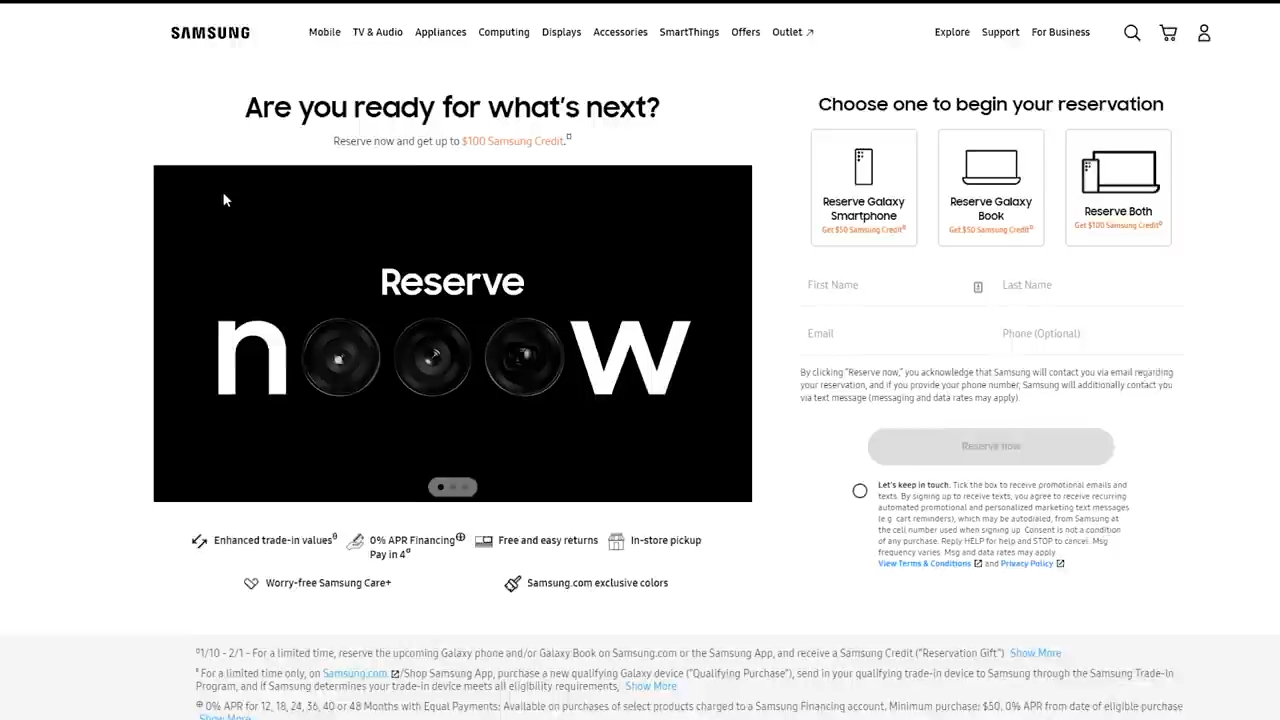 SAMSUNG
Mobile TV & Audio Appliances Computing Displays Accessories SmartThings Offers Outlet Explore Support For Business
Are you ready for what's next?
Reserve now and get up to $100 Samsung Credit.
Reserve
nooow
Enhanced trade-in values
0% APR Financing
Pay in 4
Free and easy returns
In-store pickup
Worry-free Samsung Care+
Samsung.com exclusive colors
Choose one to begin your reservation
Reserve Galaxy
Smartphone
Get $50 Samsung Credit
Reserve Galaxy
Book
Get $50 Samsung Credit
Reserve Both
Get $100 Samsung Credit
First Name
Last Name
Email
Phone (Optional)
By clicking "Reserve now," you acknowledge that Samsung will contact you via email regarding
your reservation, and if you provide your phone number, Samsung will additionally contact you
via text message (messaging and data rates may apply).
Reserve now
Let's keep in touch. Tick the box to receive promotional emails and
texts. By signing up to receive texts, you agree to receive recurring
automated promotional and personalized marketing text messages
(e.g. cart reminders), which may be autodialed, from Samsung at
the cell number used when signing up. Consent is not a condition
of any purchase. Reply HELP for help and STOP to cancel. Msg
frequency varies. Msg and data rates may apply
View Terms & Conditions and Privacy Policy
1/10 - 2/1 - For a limited time, reserve the upcoming Galaxy phone and/or Galaxy Book on Samsung.com or the Samsung App, and receive a Samsung Credit ("Reservation Gift") Show More
For a limited time only, on Samsung.com /Shop Samsung App, purchase a new qualifying Galaxy device ("Qualifying Purchase"), send in your qualifying trade-in device to Samsung through the Samsung Trade-In
Program, and if Samsung determines your trade-in device meets all eligibility requirements, Show More
0% APR for 12, 18, 24, 36, 40 or 48 Months with Equal Payments: Available on purchases of select products charged to a Samsung Financing account. Minimum purchase: $50. 0% APR from date of eligible purchase
Show More